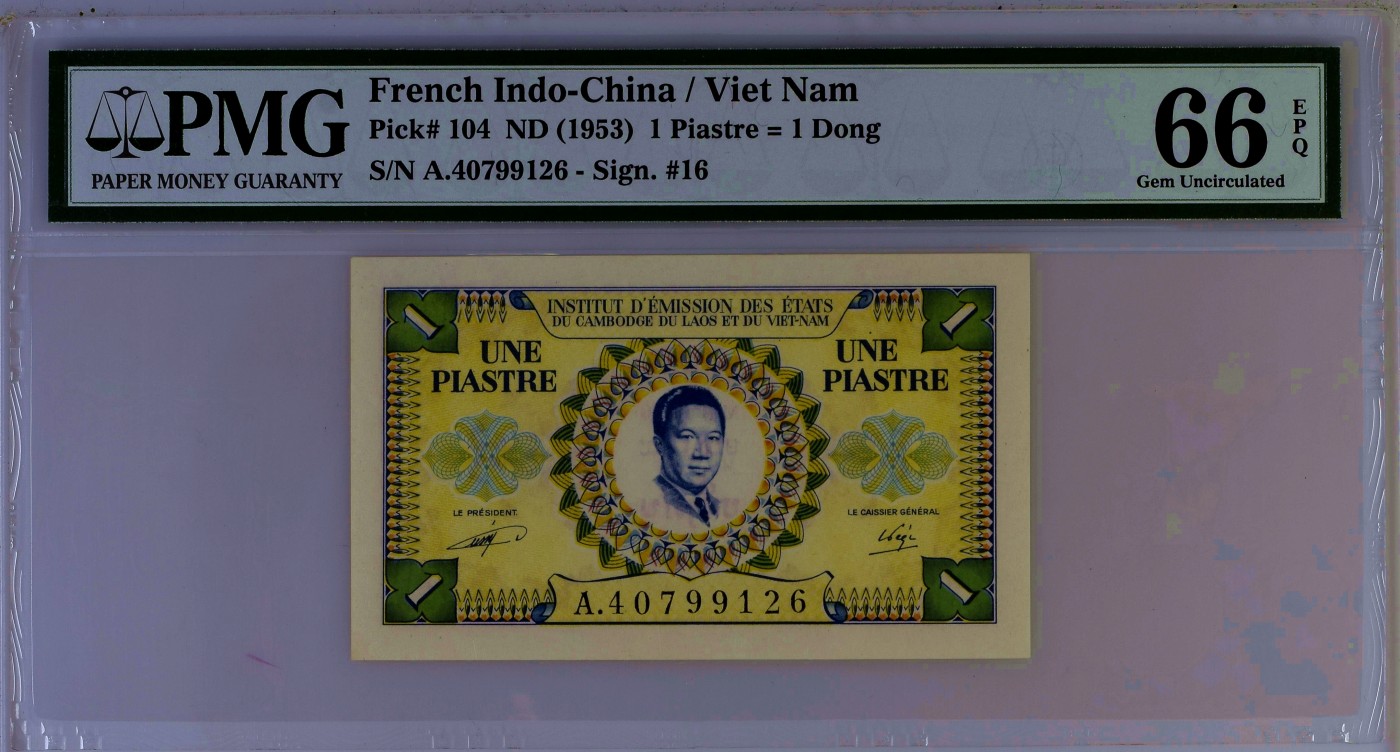 PMG
PAPER MONEY GUARANTY
French Indo-China / Viet Nam
Pick# 104 ND (1953) 1 Piastre = 1 Dong
S/N A.40799126 - Sign. #16
66
EPQ
Gem Uncirculated
INSTITUT D'ÉMISSION DES ÉTATS
DU CAMBODGE DU LAOS ET DU VIET-NAM
1
1
UNE
PIASTRE
UNE
PIASTRE
LE PRÉSIDENT.
LE CAISSIER GÉNÉRAL
1
1
A.40799126